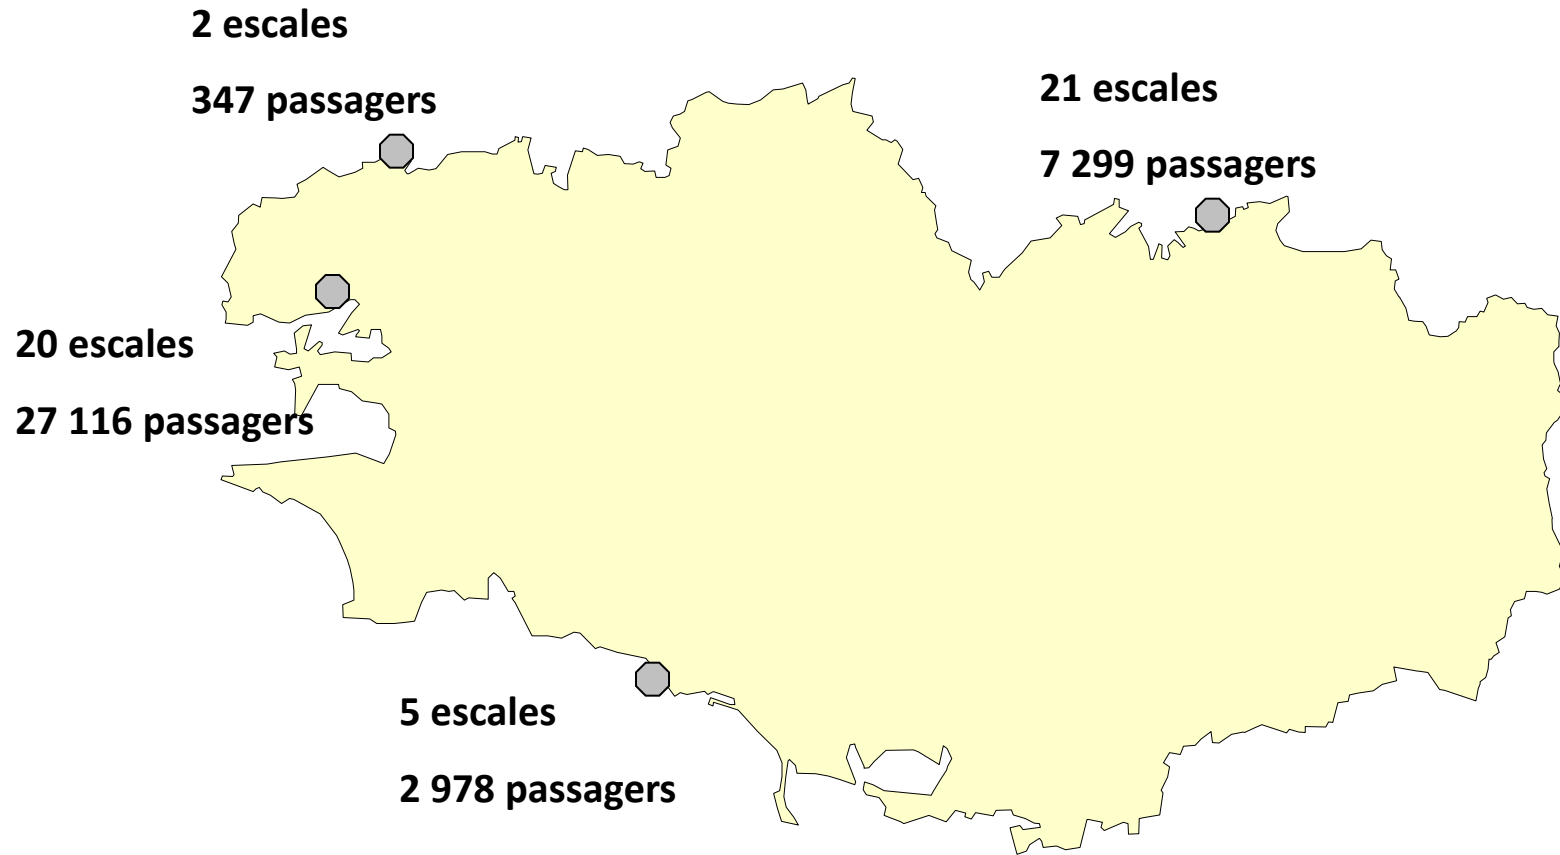 2 escales
347 passagers
21 escales
7 299 passagers
20 escales
27 116 passagers
5 escales
2 978 passagers